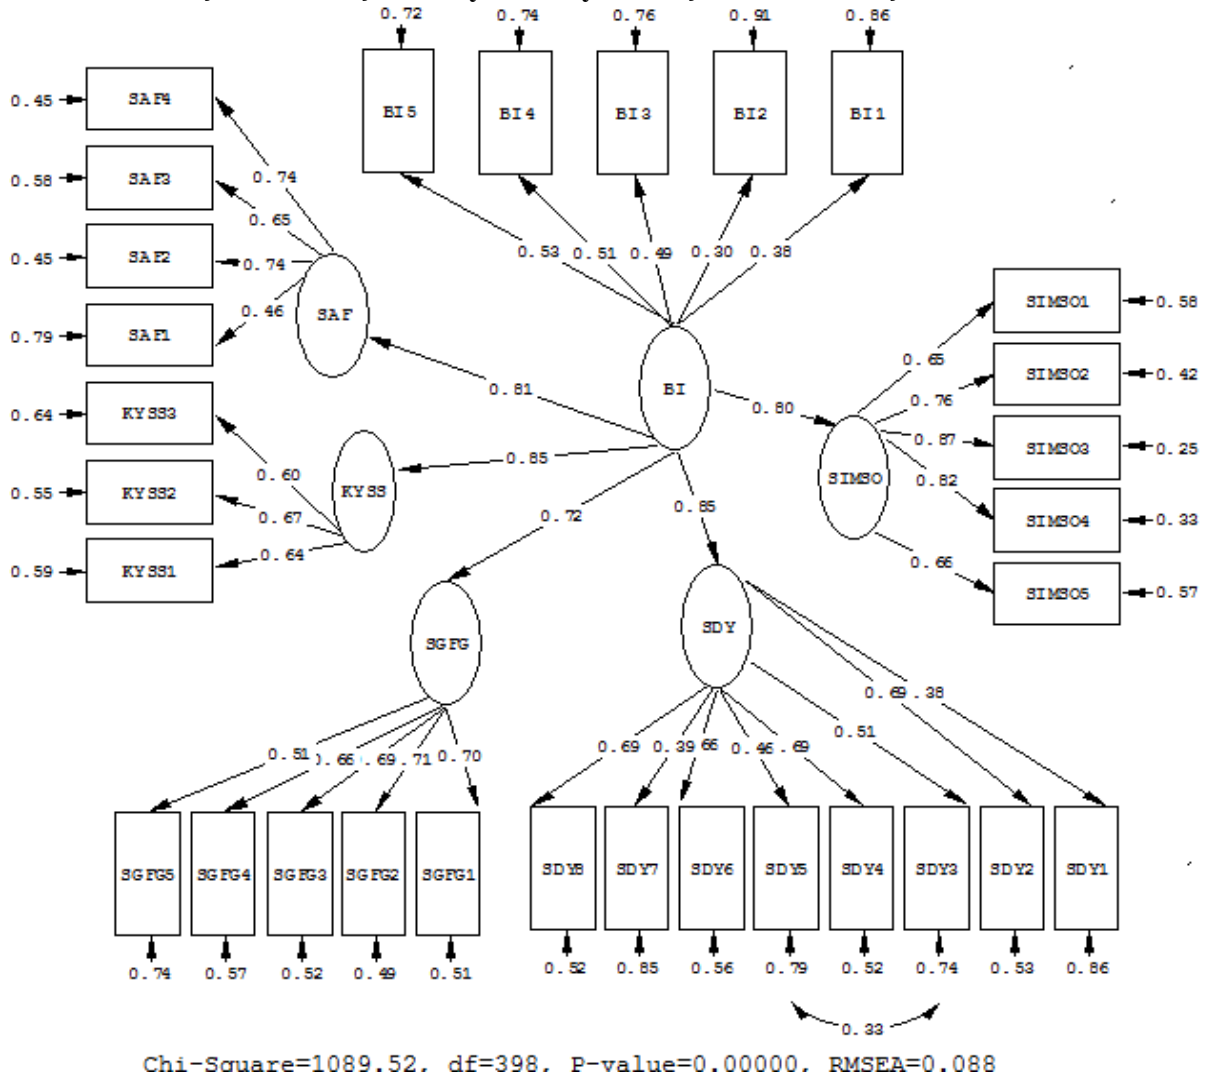 0.72 0.74 0.76 0.91 0.86
BI5 BI4 BI3 BI2 BI1
0.45 SAF4
0.58 SAF3
0.45 SAF2
0.79 SAF1
0.64 KYSS3
0.55 KYSS2
0.59 KYSS1
0.74
0.65
0.74
0.46
SAF
0.53 0.51 0.49 0.30 0.38
BI
0.81
0.85
0.72
0.85
0.80
KYSS
0.60
0.67
0.64
SIMSO
0.65
0.76
0.87
0.82
0.66
SIMSO1 0.58
SIMSO2 0.42
SIMSO3 0.25
SIMSO4 0.33
SIMSO5 0.57
SGFG
SDY
0.51 .66 .69 .71 0.70
0.69 0.39 66 0.46 .69 0.51 0.69 .38
SGFG5 SGFG4 SGFG3 SGFG2 SGFG1
SDY8 SDY7 SDY6 SDY5 SDY4 SDY3 SDY2 SDY1
0.74 0.57 0.52 0.49 0.51
0.52 0.85 0.56 0.79 0.52 0.74 0.53 0.86
0.33
Chi-Square=1089.52, df=398, P-value=0.00000, RMSEA=0.088